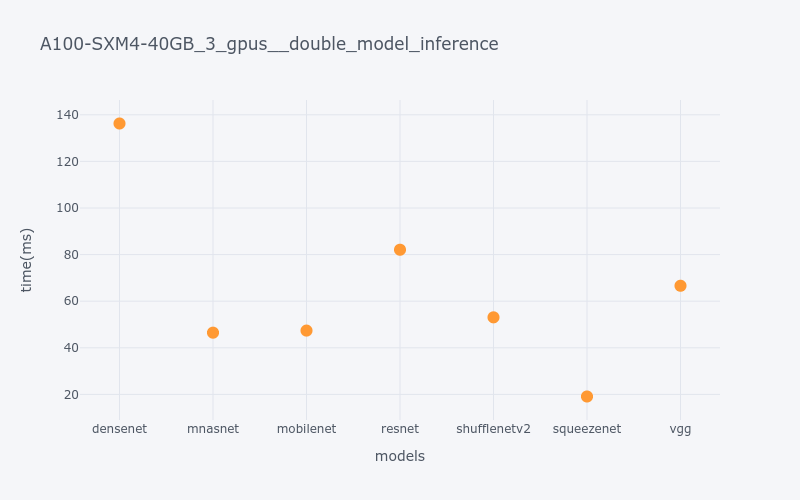 A100-SXM4-40GB_3_gpus__double_model_inference
140
120
100
80
60
40
20
time(ms)
densenet mnasnet mobilenet resnet shufflenetv2 squeezenet vgg
models